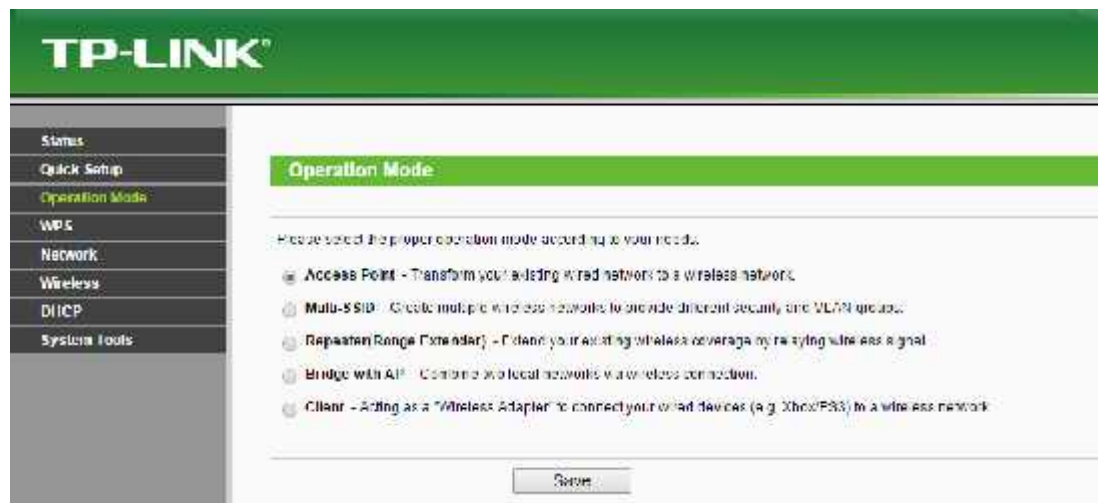 TP-LINK®
Status
Quick Setup
Operation Mode
WPS
Network
Wireless
DHCP
System Tools
Operation Mode
Please select the proper operation mode according to your needs.
Access Point - Transform your existing wired network to a wireless network.
Multi-SSID - Create multiple wireless networks to provide different security and VLAN groups.
Repeater(Range Extender) - Extend your existing wireless coverage by relaying wireless signal.
Bridge with AP - Combine two local networks via wireless connection.
Client - Acting as a "Wireless Adapter" to connect your wired devices (e.g. Xbox/PS3) to a wireless network.
Save